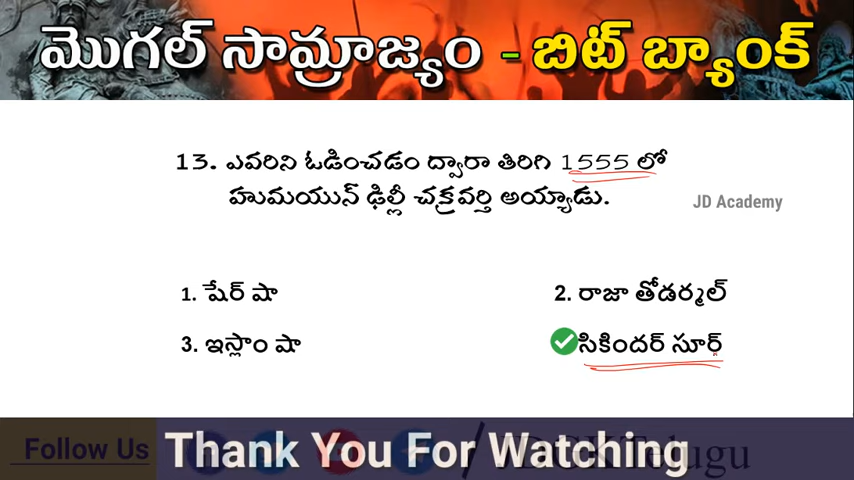 మొగల్ సామ్రాజ్యం - బిట్ బ్యాంక్
13. ఎవరిని ఓడించడం ద్వారా తిరిగి 1555 లో
హుమయున్ ఢిల్లీ చక్రవర్తి అయ్యాడు.
JD Academy
1. షేర్ షా
2. రాజా తోడర్మల్
3. ఇస్లాం షా
సికిందర్ సూర్
Follow Us
Thank You For Watching